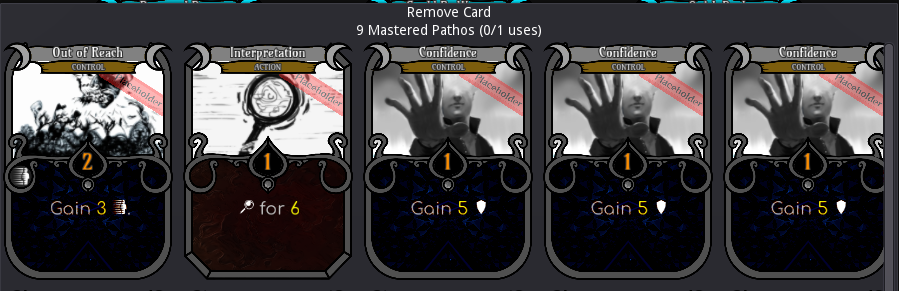 Remove Card
9 Mastered Pathos (0/1 uses)
Out of Reach
CONTROL
Placeholder
2
Gain 3 .
Interpretation
ACTION
Placeholder
1
for 6
Confidence
CONTROL
Placeholder
1
Gain 5
Confidence
CONTROL
Placeholder
1
Gain 5
Confidence
CONTROL
Placeholder
1
Gain 5